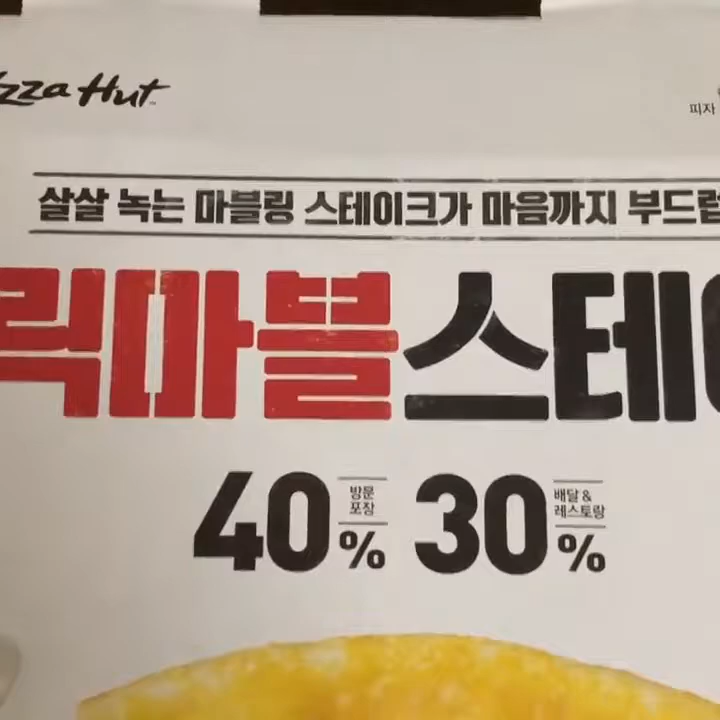 Pizza Hut
피자
살살 녹는 마블링 스테이크가 마음까지 부드럽
릭마블스테이
40% 방문 포장 30% 배달 & 레스토랑